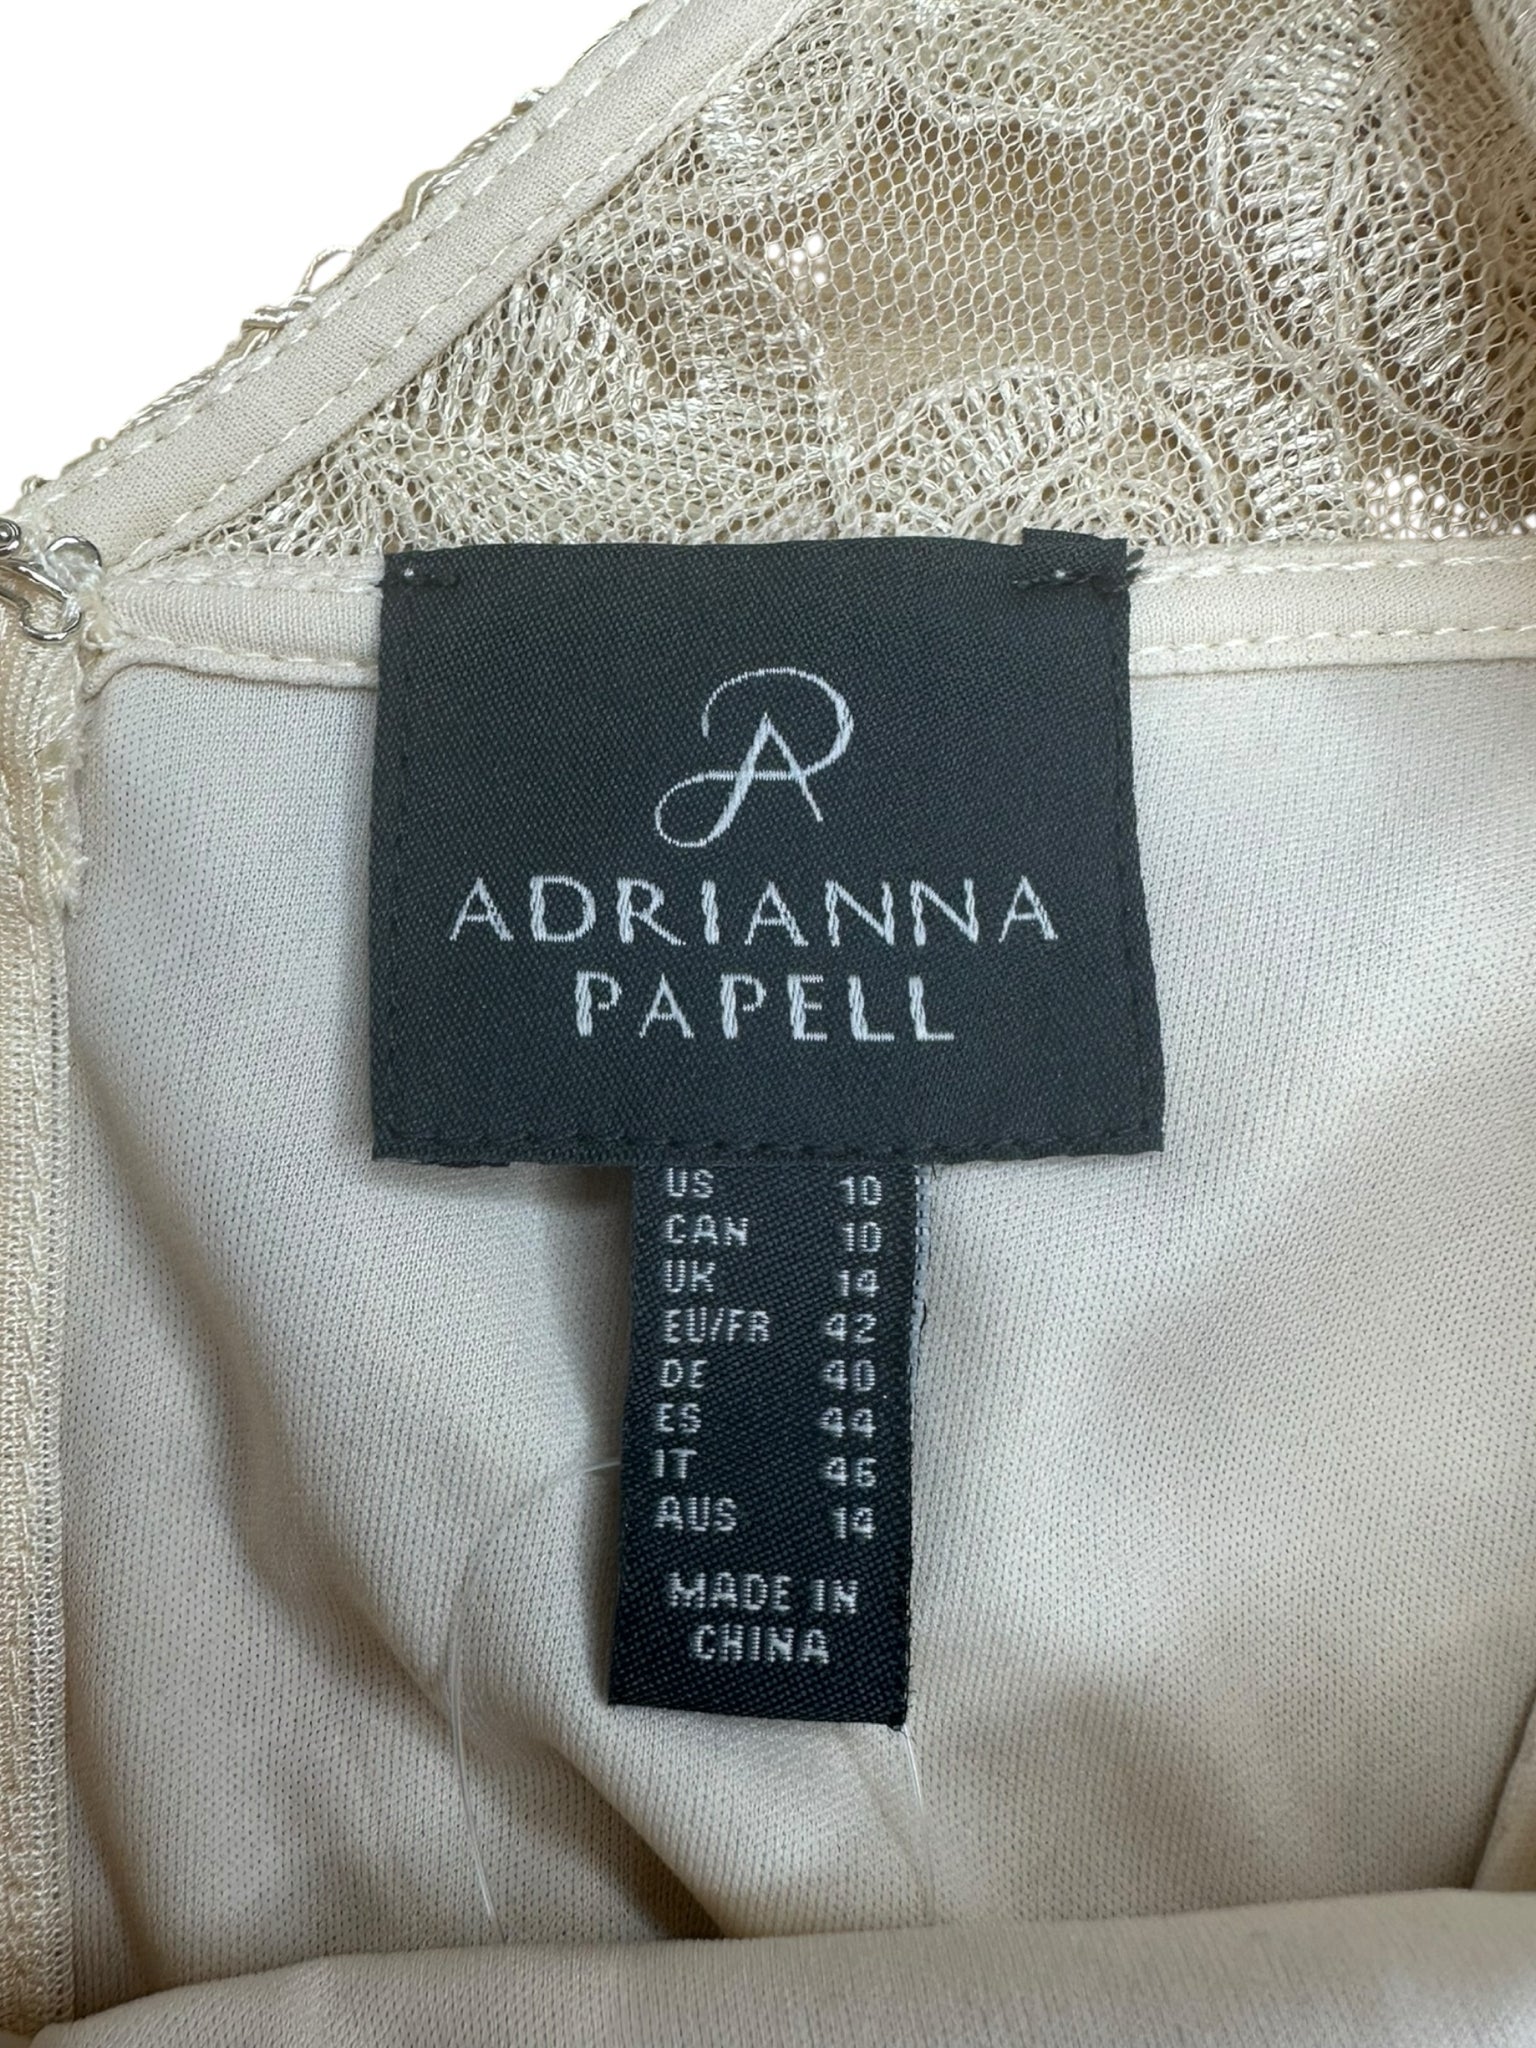 ADRIANNA
PAPELL
US 10
CAN 10
UK 14
EU/FR 42
DE 40
ES 44
IT 46
AUS 14
MADE IN
CHINA